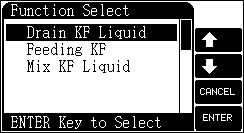 Function Select
Drain KF Liquid
Feeding KF
Mix KF Liquid
CANCEL
ENTER Key to Select
ENTER